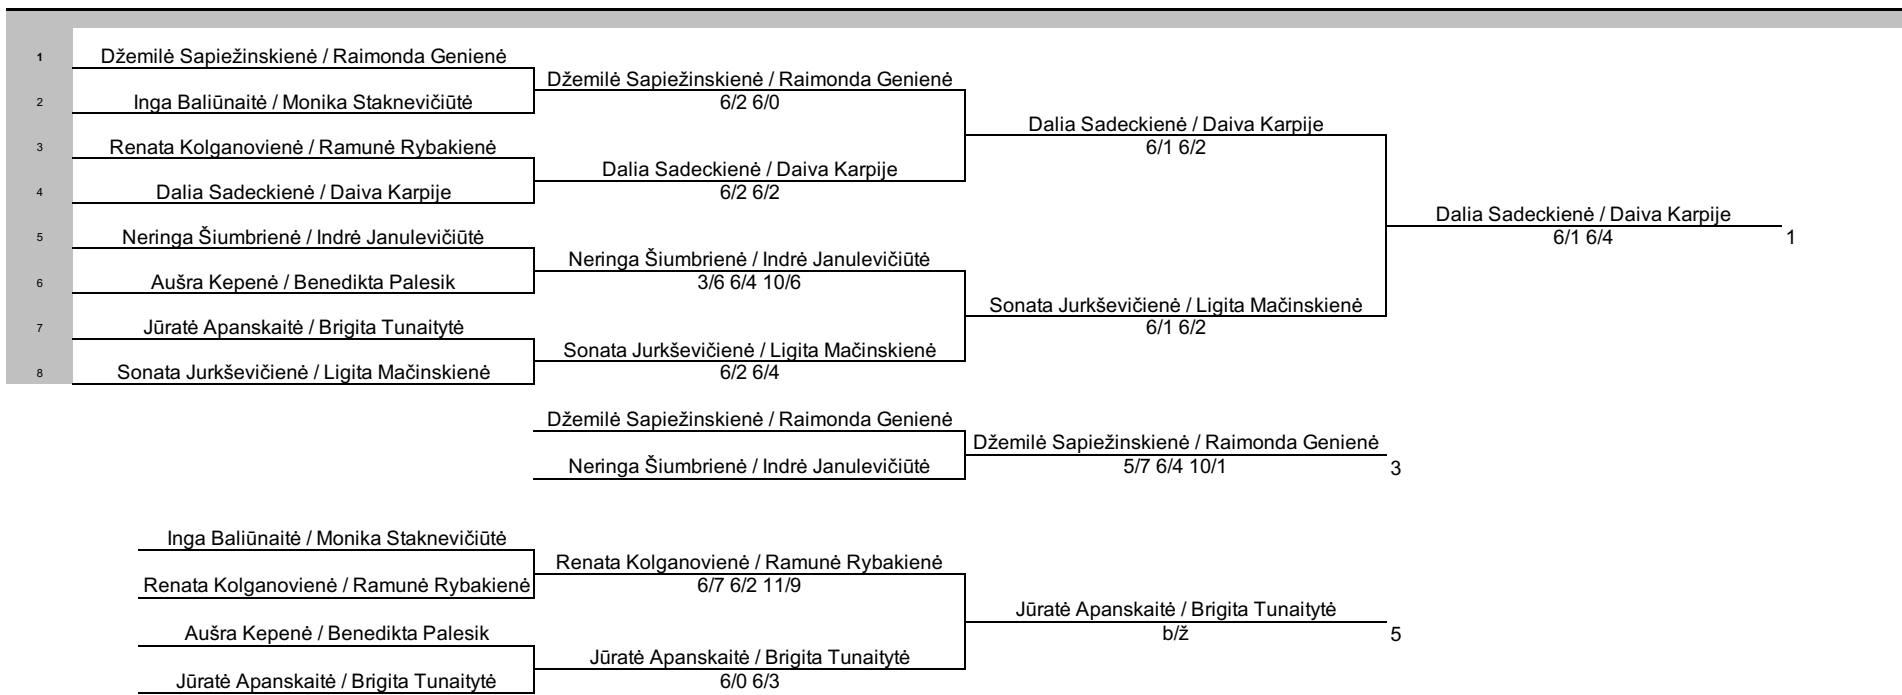 1 Džemilė Sapiežinskienė / Raimonda Genienė
Džemilė Sapiežinskienė / Raimonda Genienė
2 Inga Baliūnaitė / Monika Staknevičiūtė
6/2 6/0
Dalia Sadeckienė / Daiva Karpije
3 Renata Kolganovienė / Ramunė Rybakienė
6/1 6/2
Dalia Sadeckienė / Daiva Karpije
4 Dalia Sadeckienė / Daiva Karpije
6/2 6/2
Dalia Sadeckienė / Daiva Karpije
5 Neringa Šiumbrienė / Indrė Janulevičiūtė
6/1 6/4 1
Neringa Šiumbrienė / Indrė Janulevičiūtė
6 Aušra Kepenė / Benedikta Palesik
3/6 6/4 10/6
Sonata Jurkševičienė / Ligita Mačinskienė
7 Jūratė Apanskaitė / Brigita Tunaitytė
6/1 6/2
Sonata Jurkševičienė / Ligita Mačinskienė
8 Sonata Jurkševičienė / Ligita Mačinskienė
6/2 6/4
Džemilė Sapiežinskienė / Raimonda Genienė
Džemilė Sapiežinskienė / Raimonda Genienė
Neringa Šiumbrienė / Indrė Janulevičiūtė
5/7 6/4 10/1 3
Inga Baliūnaitė / Monika Staknevičiūtė
Renata Kolganovienė / Ramunė Rybakienė
Renata Kolganovienė / Ramunė Rybakienė
6/7 6/2 11/9
Jūratė Apanskaitė / Brigita Tunaitytė
Aušra Kepenė / Benedikta Palesik
b/ž 5
Jūratė Apanskaitė / Brigita Tunaitytė
Jūratė Apanskaitė / Brigita Tunaitytė
6/0 6/3